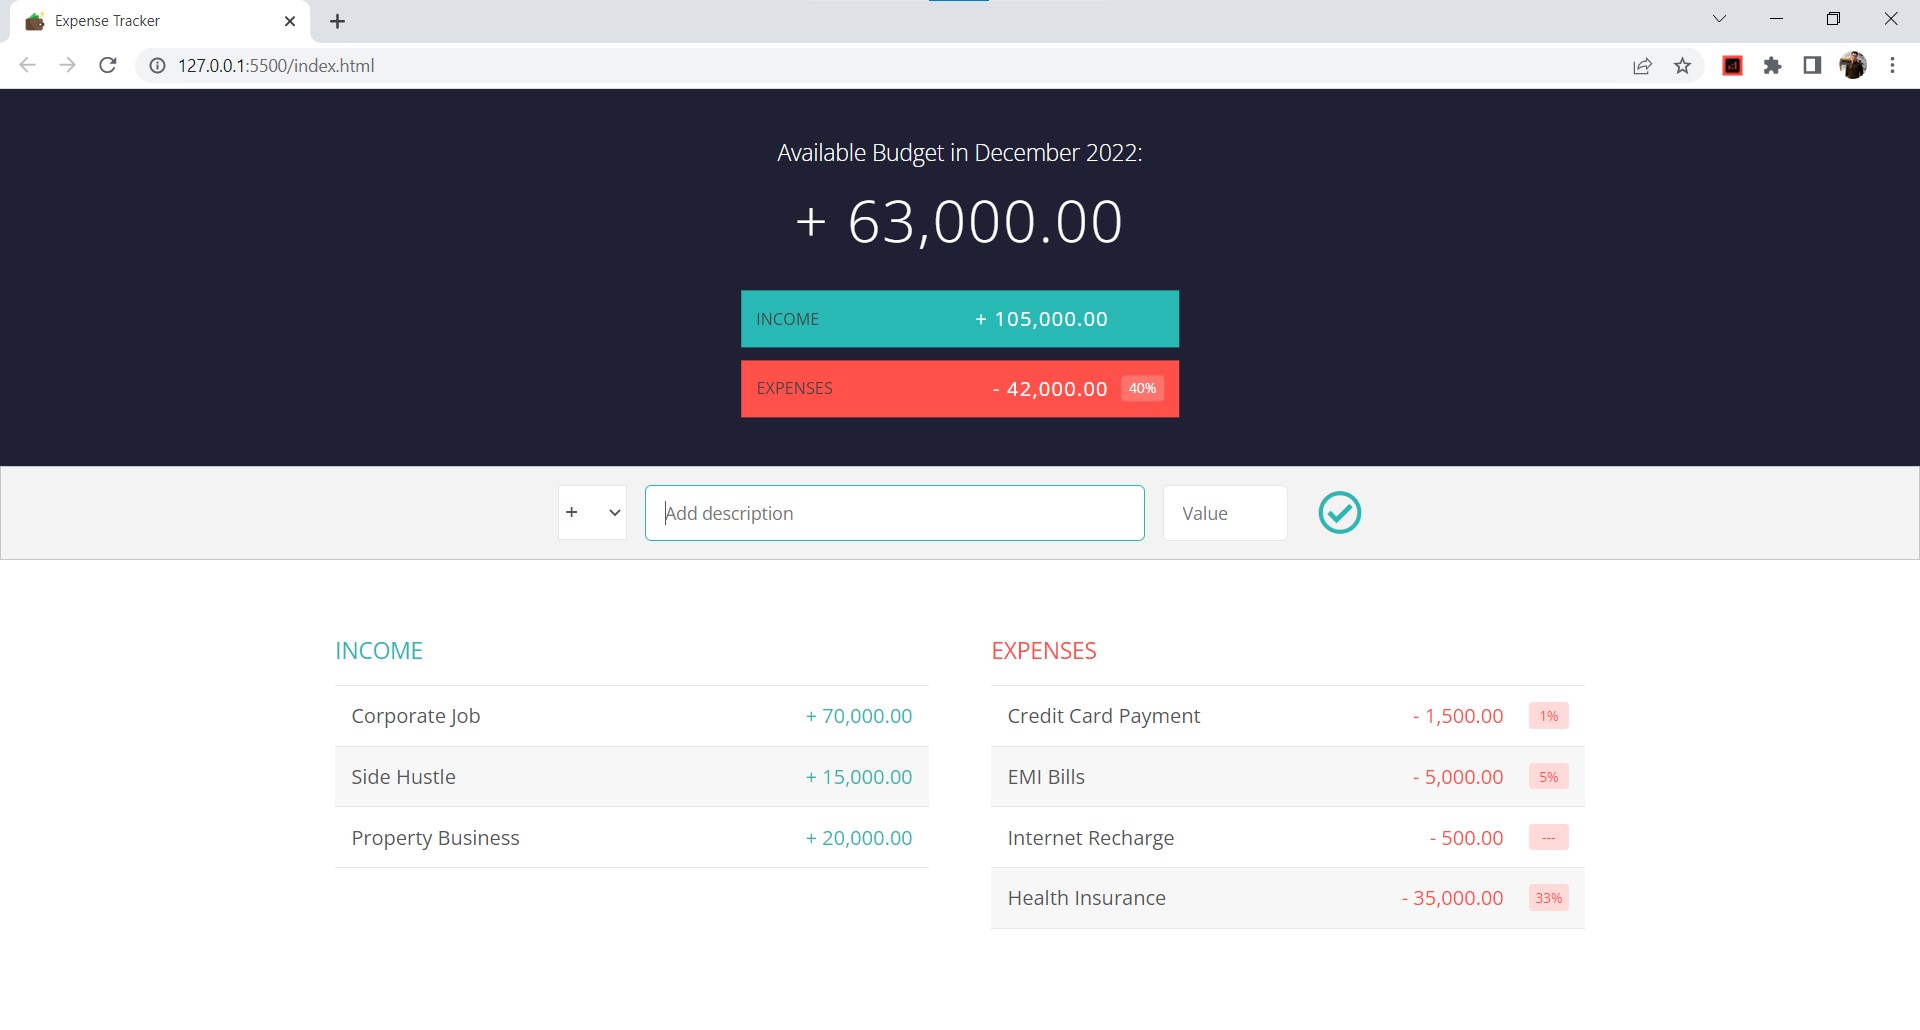 Expense Tracker
127.0.0.1:5500/index.html
Available Budget in December 2022:
+ 63,000.00
INCOME + 105,000.00
EXPENSES - 42,000.00 40%
+ Add description Value
INCOME
Corporate Job + 70,000.00
Side Hustle + 15,000.00
Property Business + 20,000.00
EXPENSES
Credit Card Payment - 1,500.00 1%
EMI Bills - 5,000.00 5%
Internet Recharge - 500.00 ---
Health Insurance - 35,000.00 33%